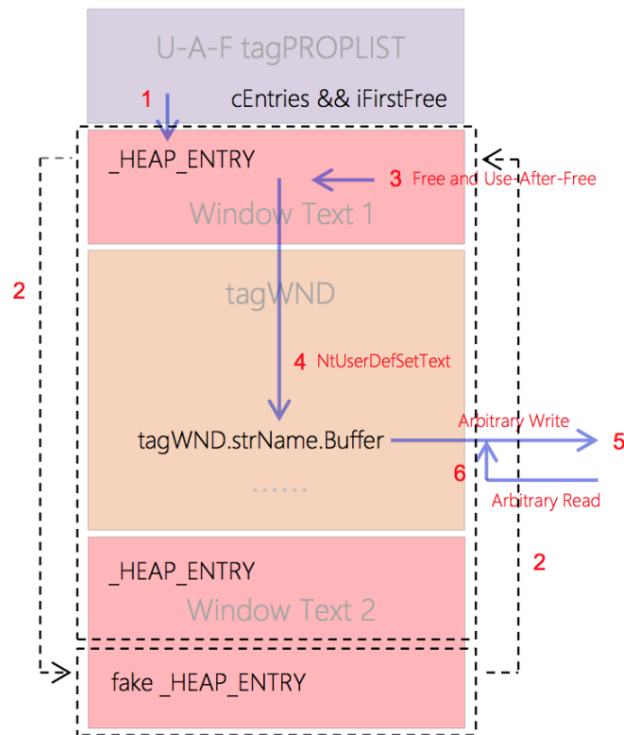 U-A-F tagPROPLIST
1
cEntries && iFirstFree
_HEAP_ENTRY
3 Free and Use-After-Free
Window Text 1
2
tagWND
4 NtUserDefSetText
Arbitrary Write
tagWND.strName.Buffer
5
6
Arbitrary Read
......
_HEAP_ENTRY
2
Window Text 2
fake _HEAP_ENTRY